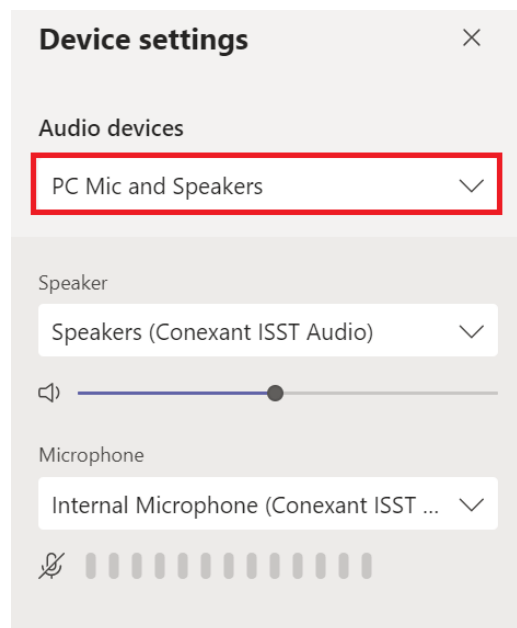 Device settings
Audio devices
PC Mic and Speakers
Speaker
Speakers (Conexant ISST Audio)
Microphone
Internal Microphone (Conexant ISST ...